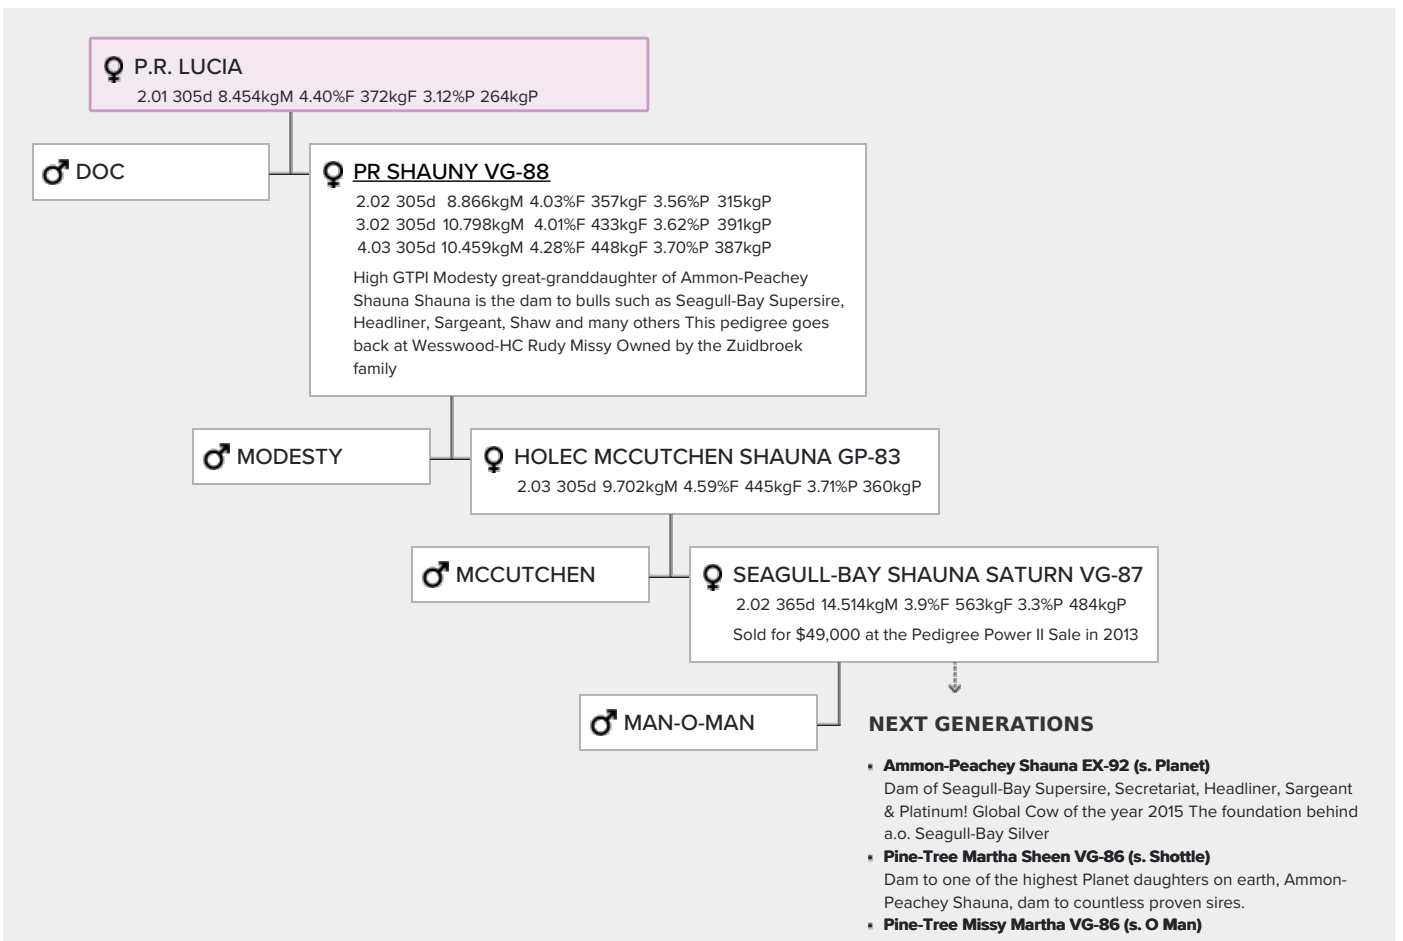 P.R. LUCIA
2.01 305d 8.454kgM 4.40%F 372kgF 3.12%P 264kgP
DOC
PR SHAUNY VG-88
2.02 305d 8.866kgM 4.03%F 357kgF 3.56%P 315kgP
3.02 305d 10.798kgM 4.01%F 433kgF 3.62%P 391kgP
4.03 305d 10.459kgM 4.28%F 448kgF 3.70%P 387kgP
High GTPI Modesty great-granddaughter of Ammon-Peachey
Shauna Shauna is the dam to bulls such as Seagull-Bay Supersire,
Headliner, Sargeant, Shaw and many others This pedigree goes
back at Wesswood-HC Rudy Missy Owned by the Zuidbroek
family
MODESTY
HOLEC MCCUTCHEN SHAUNA GP-83
2.03 305d 9.702kgM 4.59%F 445kgF 3.71%P 360kgP
MCCUTCHEN
SEAGULL-BAY SHAUNA SATURN VG-87
2.02 365d 14.514kgM 3.9%F 563kgF 3.3%P 484kgP
Sold for $49,000 at the Pedigree Power II Sale in 2013
MAN-O-MAN
NEXT GENERATIONS
Ammon-Peachey Shauna EX-92 (s. Planet)
Dam of Seagull-Bay Supersire, Secretariat, Headliner, Sargeant
& Platinum! Global Cow of the year 2015 The foundation behind
a.o. Seagull-Bay Silver
Pine-Tree Martha Sheen VG-86 (s. Shottle)
Dam to one of the highest Planet daughters on earth, Ammon-
Peachey Shauna, dam to countless proven sires.
Pine-Tree Missy Martha VG-86 (s. O Man)